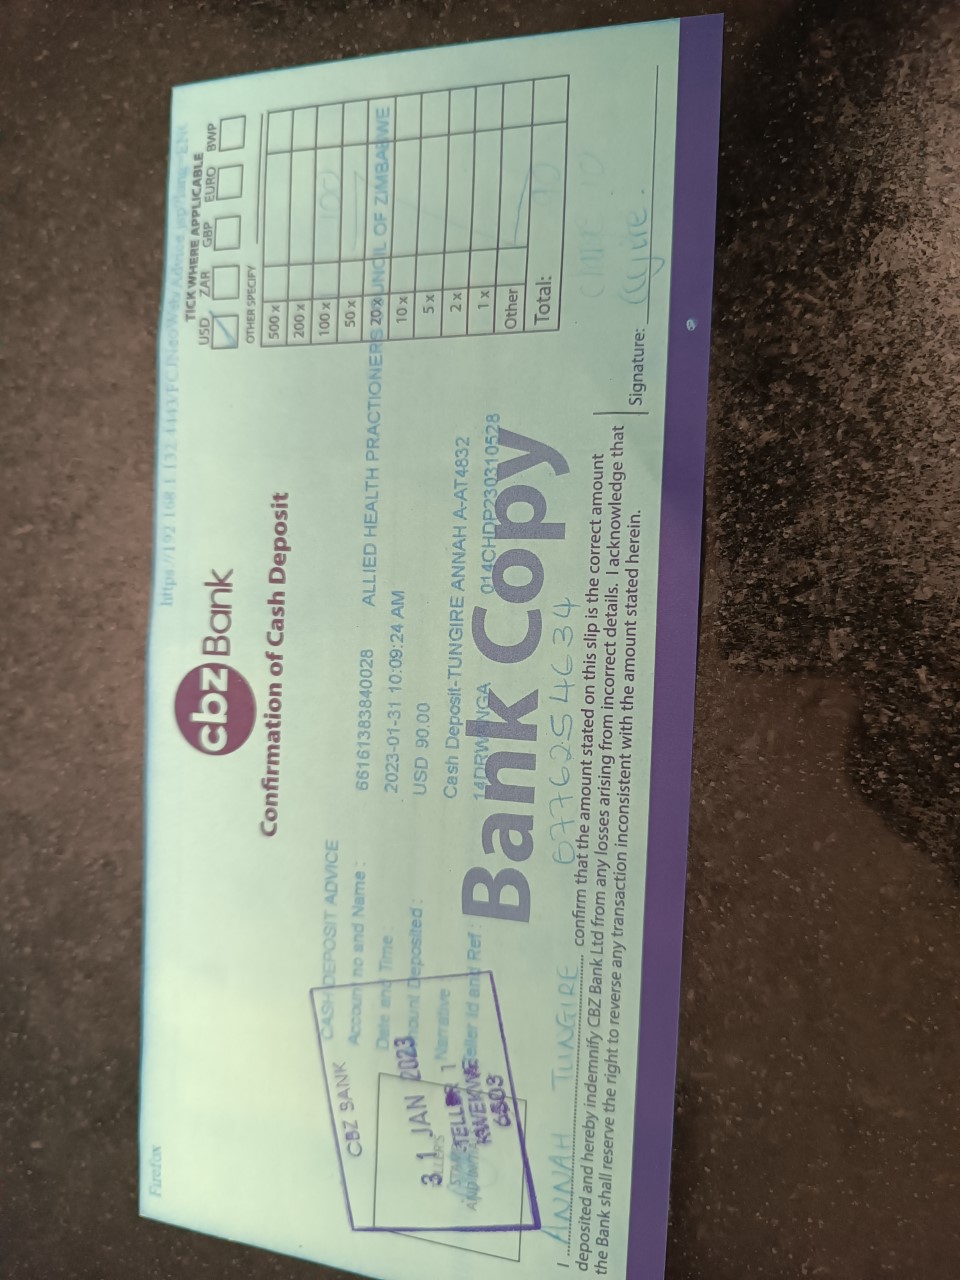 Firefox
https://192.168.1.132:4443/PCJNeoWeb/Advice.jsp?lang=EN
cbz Bank
Confirmation of Cash Deposit
TICK WHERE APPLICABLE
USD ZAR GBP EURO BWP
OTHER SPECIFY
500 x
200 x
100 x
50 x
20 x
10 x
5 x
2 x
1 x
Other
Total: 90
CASH DEPOSIT ADVICE
Account no and Name : 66161383840028 ALLIED HEALTH PRACTIONERS COUNCIL OF ZIMBABWE
Date and Time 2023-01-31 10:09:24 AM
Amount Deposited : USD 90.00
Narrative Cash Deposit-TUNGIRE ANNAH A-AT4832
Teller Id and Ref : 14DRWANGA 014CHDP230310528
Bank Copy
CBZ BANK
31 JAN 2023
TELLER 1
KWEKWE
6503
I ANNAH TUNGIRE 0776254634 confirm that the amount stated on this slip is the correct amount
deposited and hereby indemnify CBZ Bank Ltd from any losses arising from incorrect details. I acknowledge that
the Bank shall reserve the right to reverse any transaction inconsistent with the amount stated herein.
Signature: